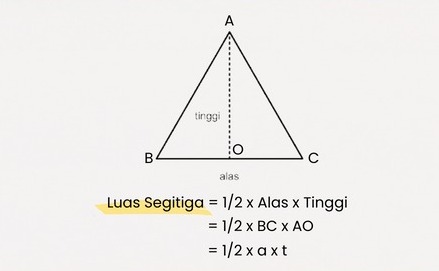 A
tinggi
B
O
C
alas
Luas Segitiga = 1/2 x Alas x Tinggi
= 1/2 x BC x AO
= 1/2 x a x t